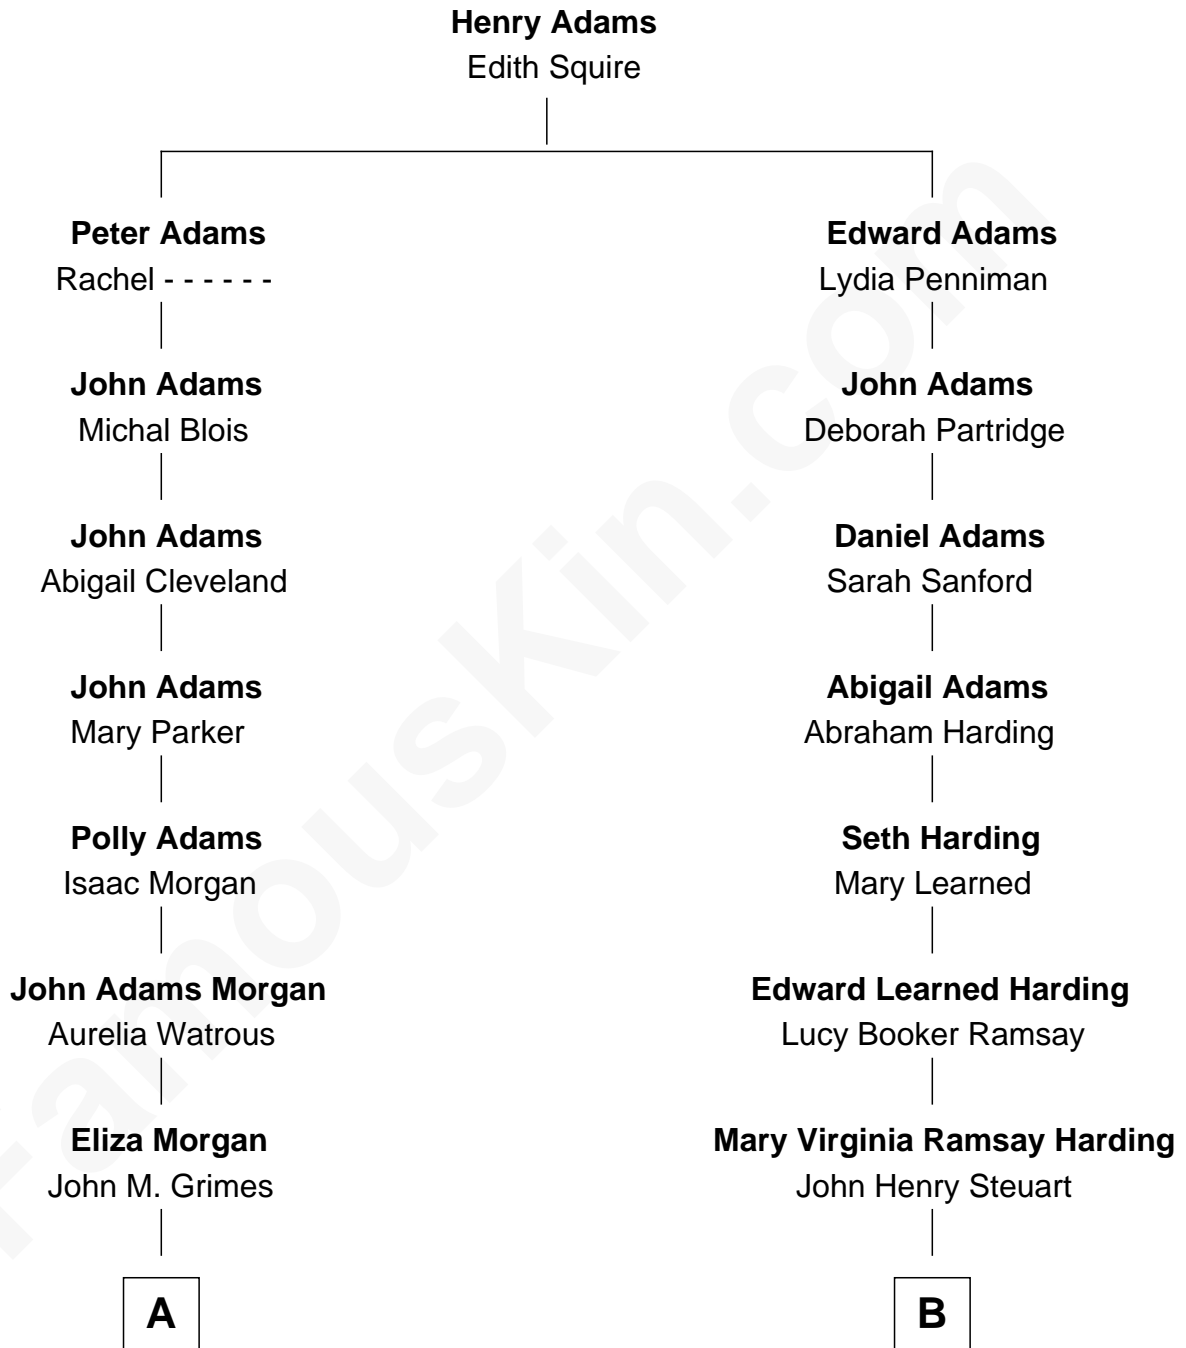 Henry Adams
Edith Squire
Peter Adams
Rachel - - - - - -
John Adams
Michal Blois
John Adams
Abigail Cleveland
John Adams
Mary Parker
Polly Adams
Isaac Morgan
John Adams Morgan
Aurelia Watrous
Eliza Morgan
John M. Grimes
A
Edward Adams
Lydia Penniman
John Adams
Deborah Partridge
Daniel Adams
Sarah Sanford
Abigail Adams
Abraham Harding
Seth Harding
Mary Learned
Edward Learned Harding
Lucy Booker Ramsay
Mary Virginia Ramsay Harding
John Henry Steuart
B
FamousKin.com